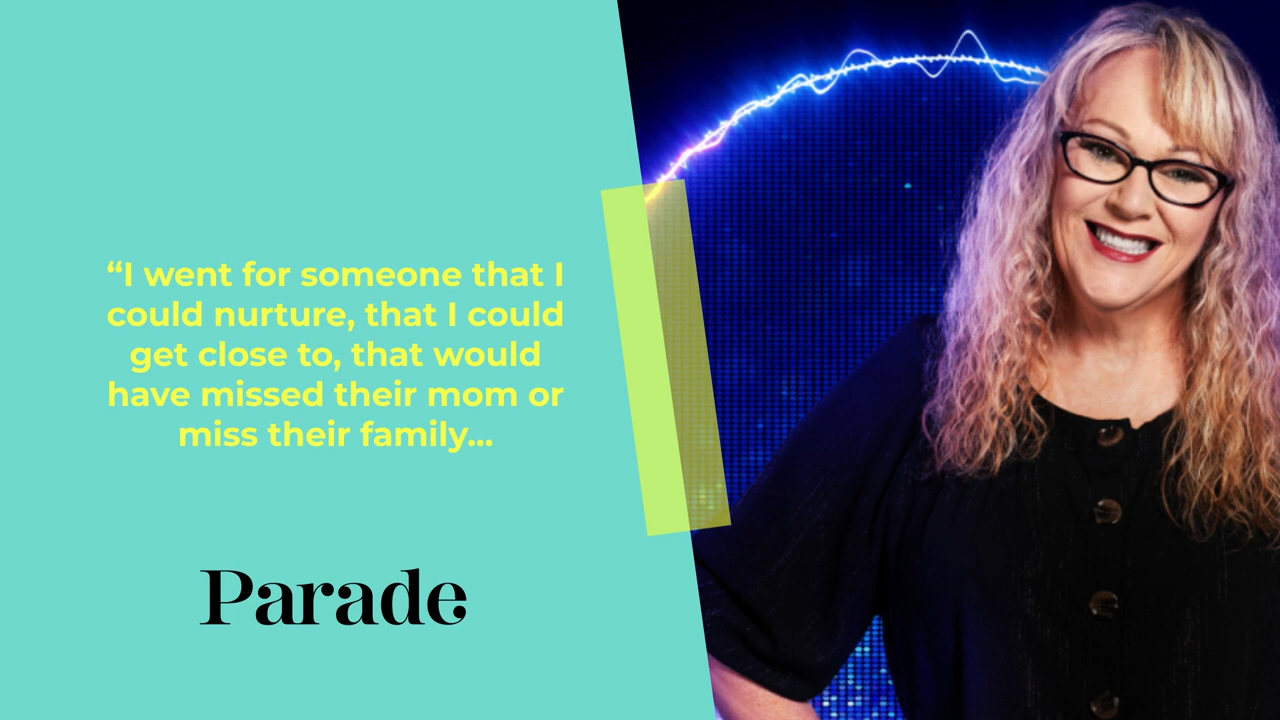 “I went for someone that I
could nurture, that I could
get close to, that would
have missed their mom or
miss their family...
Parade